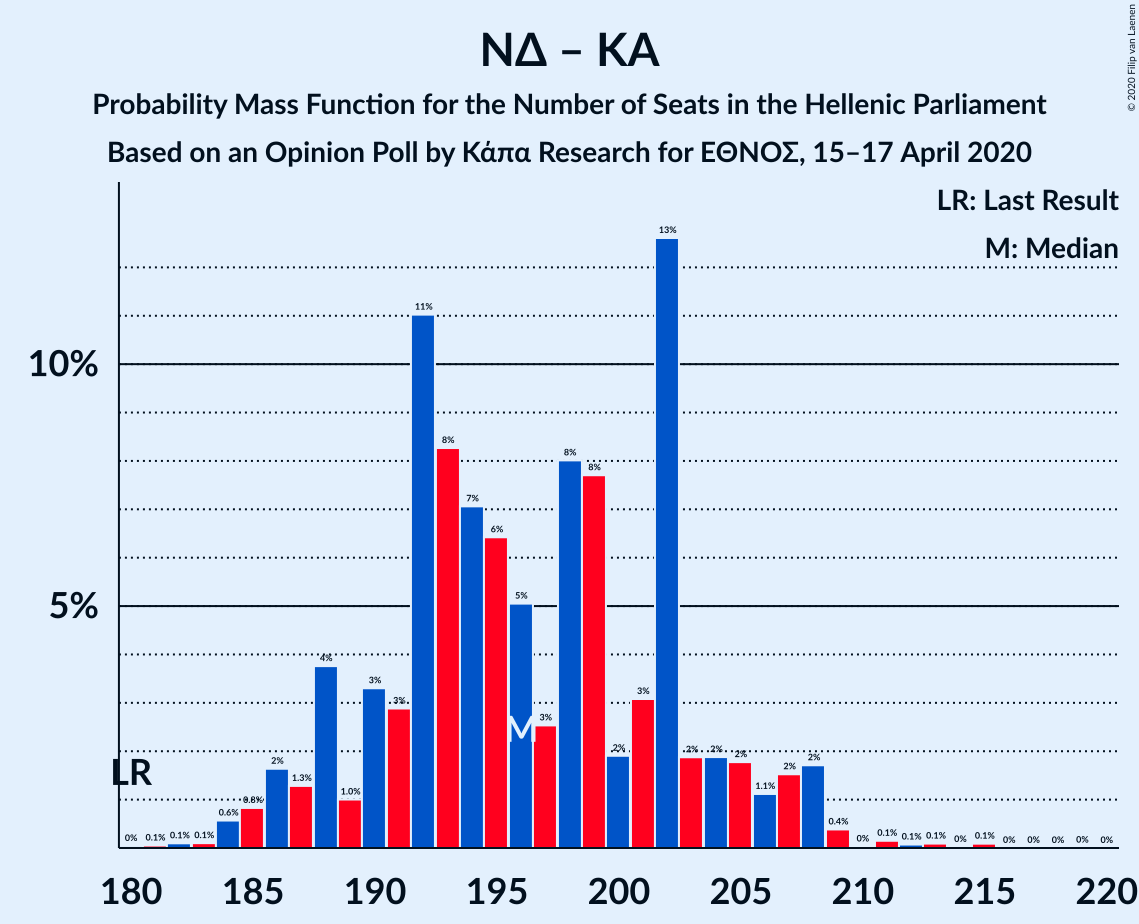 © 2020 Filip van Laenen
ΝΔ – ΚΑ
Probability Mass Function for the Number of Seats in the Hellenic Parliament
Based on an Opinion Poll by Κάπα Research for ΕΘΝΟΣ, 15–17 April 2020
LR: Last Result
M: Median
10%
5%
LR
M
0% 0.1% 0.1% 0.1% 0.6% 0.8% 2% 1.3% 4% 1.0% 3% 3% 11% 8% 7% 6% 5% 3% 8% 8% 2% 3% 13% 2% 2% 2% 1.1% 2% 2% 0.4% 0% 0.1% 0.1% 0.1% 0% 0.1% 0% 0% 0% 0% 0%
180 185 190 195 200 205 210 215 220